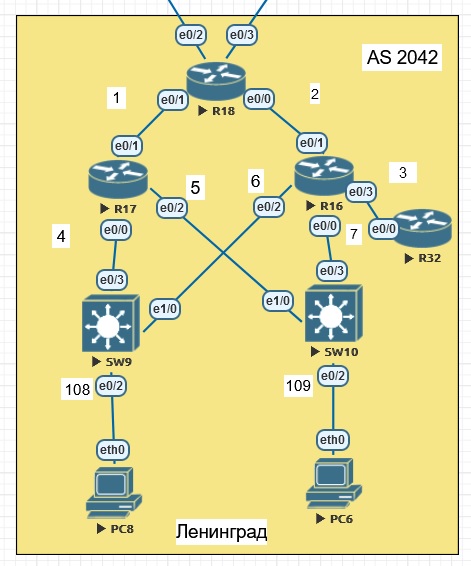 e0/2
e0/3
AS 2042
1
e0/1
e0/0
2
R18
e0/1
e0/1
3
5
6
e0/3
R17
e0/2
e0/2
R16
4
e0/0
e0/0
7
e0/0
R32
e0/3
e0/3
e1/0
e1/0
SW9
SW10
108
e0/2
109
e0/2
eth0
eth0
PC8
PC6
Ленинград